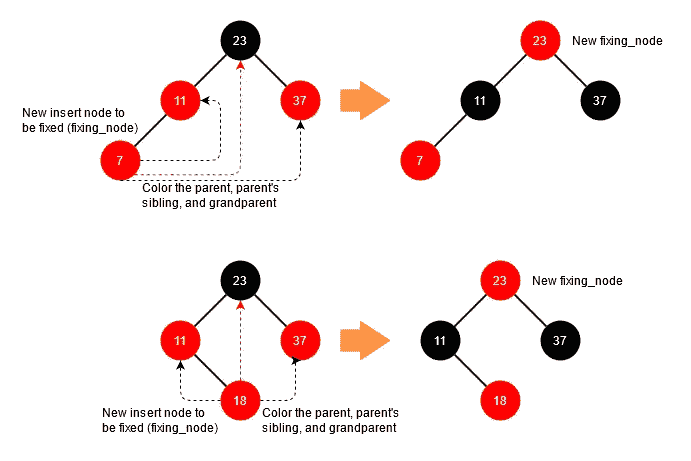 23
23
New fixing_node
11
37
11
37
New insert node to
be fixed (fixing_node)
7
7
Color the parent, parent's
sibling, and grandparent
23
23
New fixing_node
11
37
11
37
18
18
New insert node to
be fixed (fixing_node)
Color the parent, parent's
sibling, and grandparent